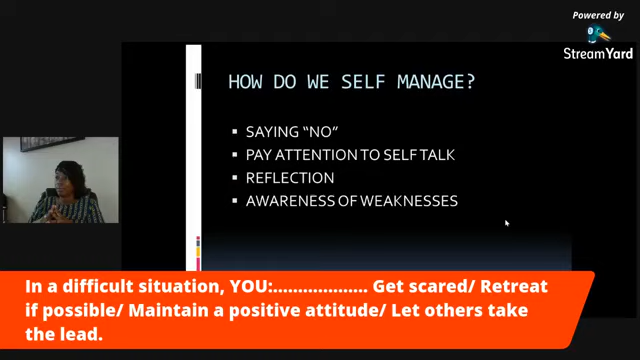 Powered by
StreamYard
HOW DO WE SELF MANAGE?
▪ SAYING "NO"
▪ PAY ATTENTION TO SELF TALK
▪ REFLECTION
▪ AWARENESS OF WEAKNESSES
In a difficult situation, YOU:................... Get scared/ Retreat
if possible/ Maintain a positive attitude/ Let others take
the lead.